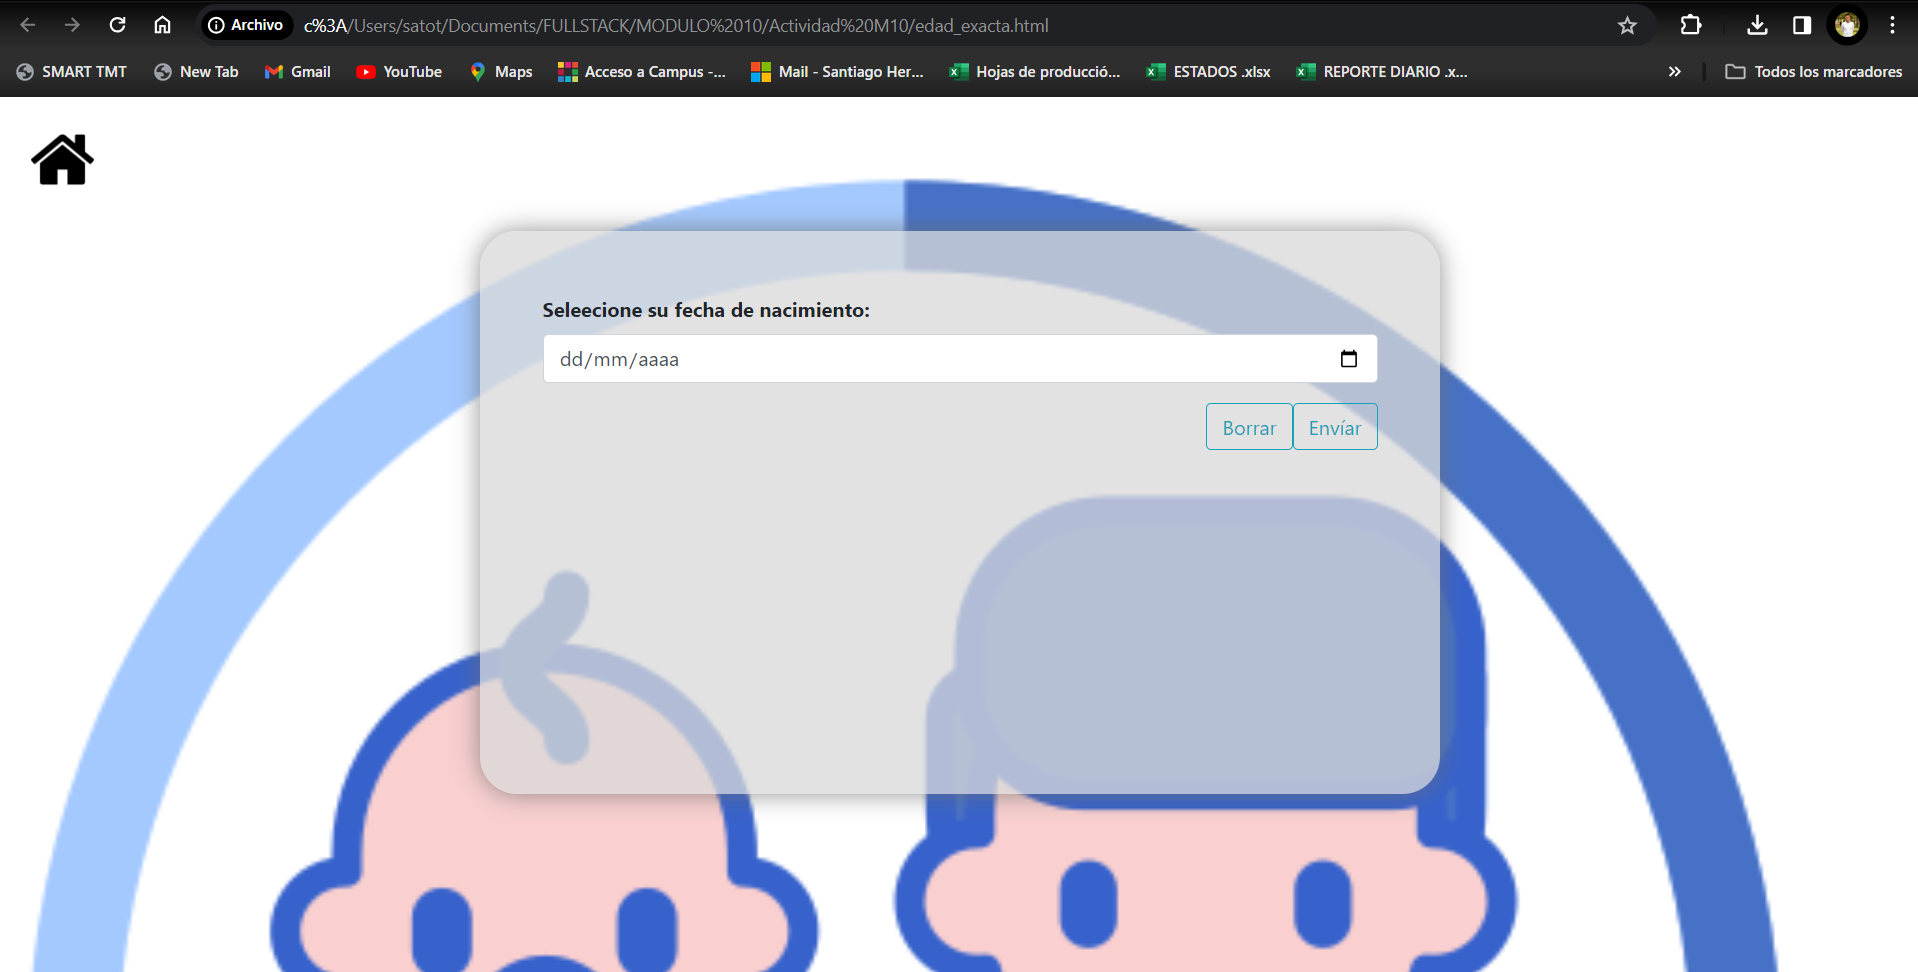 Archivo c%3A/Users/satot/Documents/FULLSTACK/MODULO%2010/Actividad%20M10/edad_exacta.html
SMART TMT New Tab Gmail YouTube Maps Acceso a Campus -... Mail - Santiago Her... Hojas de producció... ESTADOS .xlsx REPORTE DIARIO .x... » Todos los marcadores
Seleecione su fecha de nacimiento:
dd/mm/aaaa
Borrar Envíar